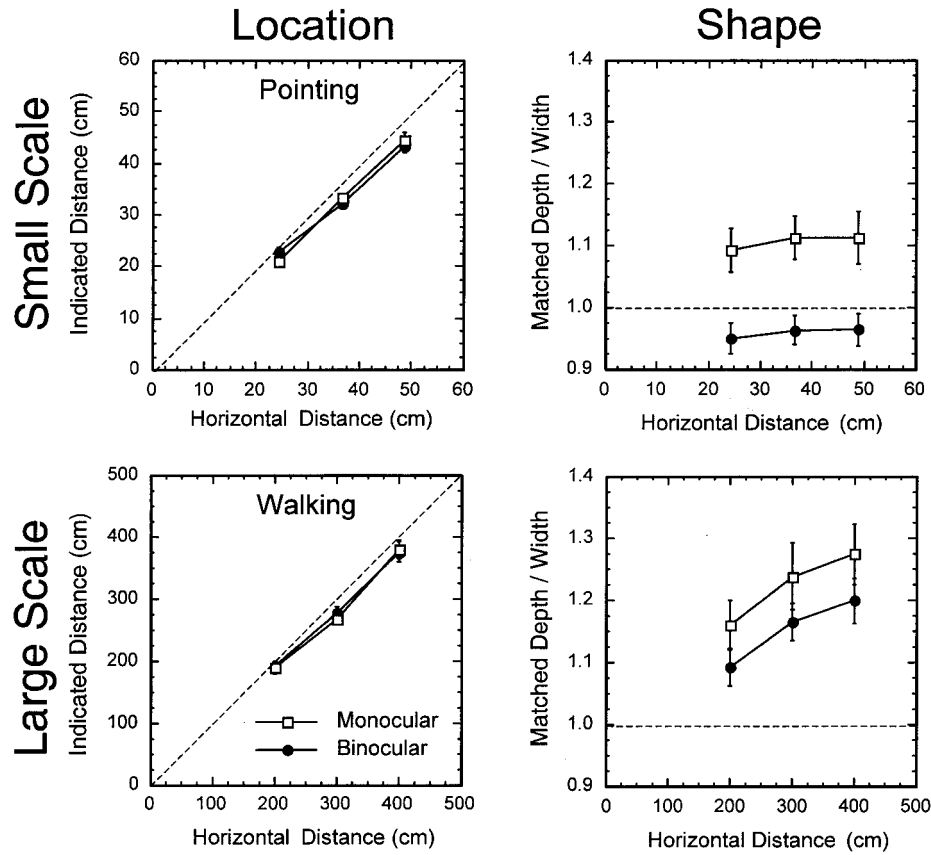 Location
Shape
Small Scale
Indicated Distance (cm)
60
50
40
30
20
10
0
Pointing
0 10 20 30 40 50 60
Horizontal Distance (cm)
Matched Depth / Width
1.4
1.3
1.2
1.1
1.0
0.9
0 10 20 30 40 50 60
Horizontal Distance (cm)
Large Scale
Indicated Distance (cm)
500
400
300
200
100
0
Walking
Monocular
Binocular
0 100 200 300 400 500
Horizontal Distance (cm)
Matched Depth / Width
1.4
1.3
1.2
1.1
1.0
0.9
0 100 200 300 400 500
Horizontal Distance (cm)